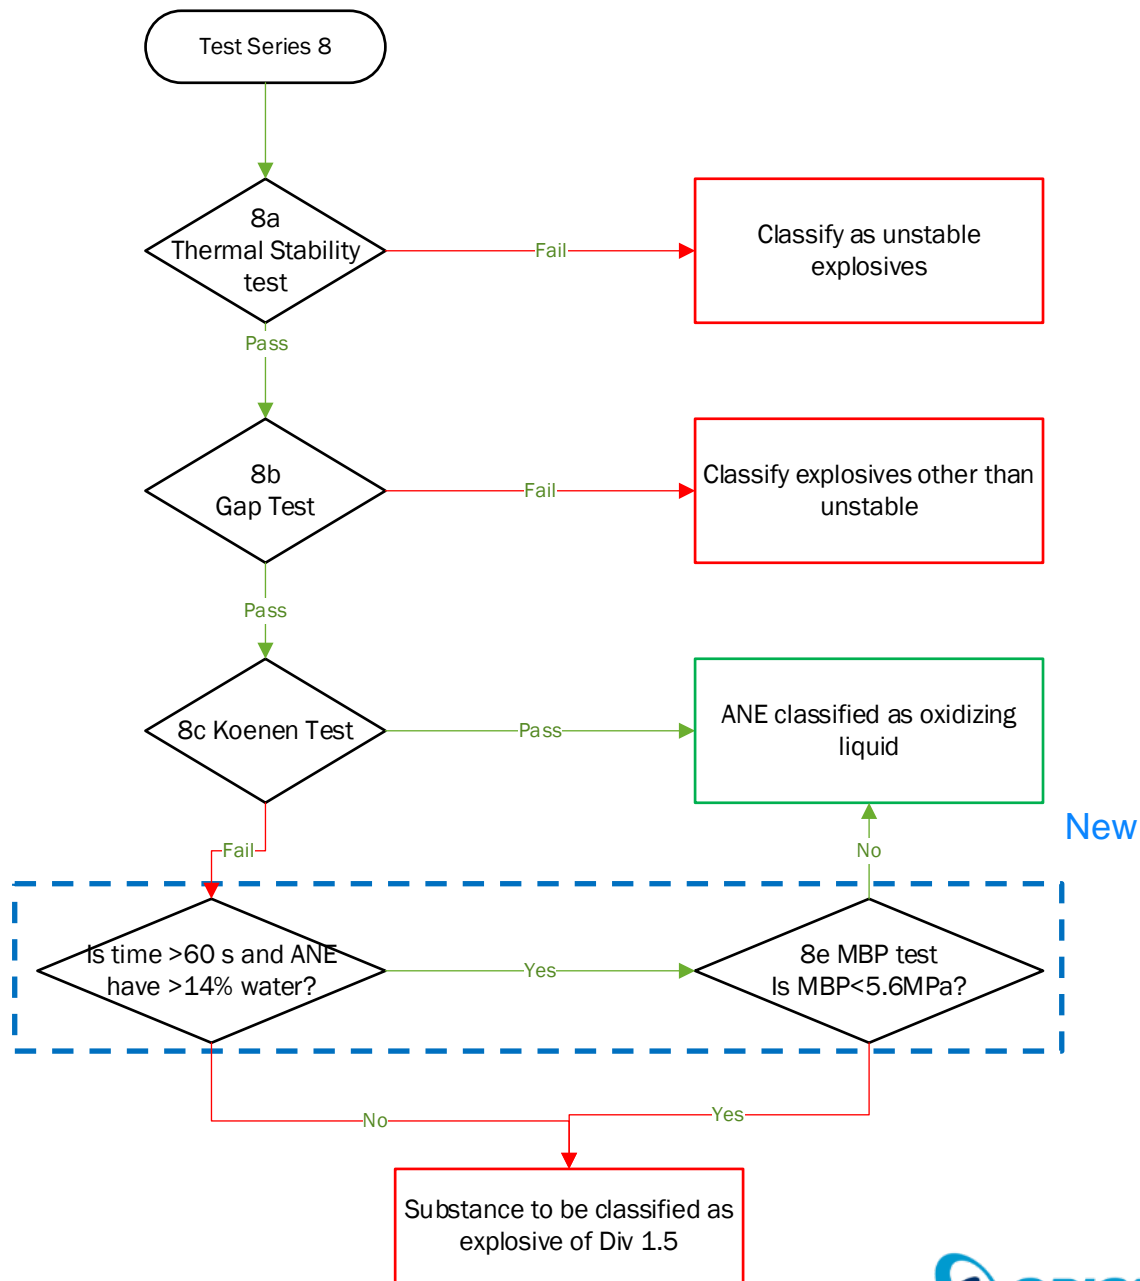 Test Series 8
8a
Thermal Stability
test
Fail
Classify as unstable
explosives
Pass
8b
Gap Test
Fail
Classify explosives other than
unstable
Pass
8c Koenen Test
Pass
ANE classified as oxidizing
liquid
New
Fail
No
Is time >60 s and ANE
have >14% water?
Yes
8e MBP test
Is MBP<5.6MPa?
No
Yes
Substance to be classified as
explosive of Div 1.5